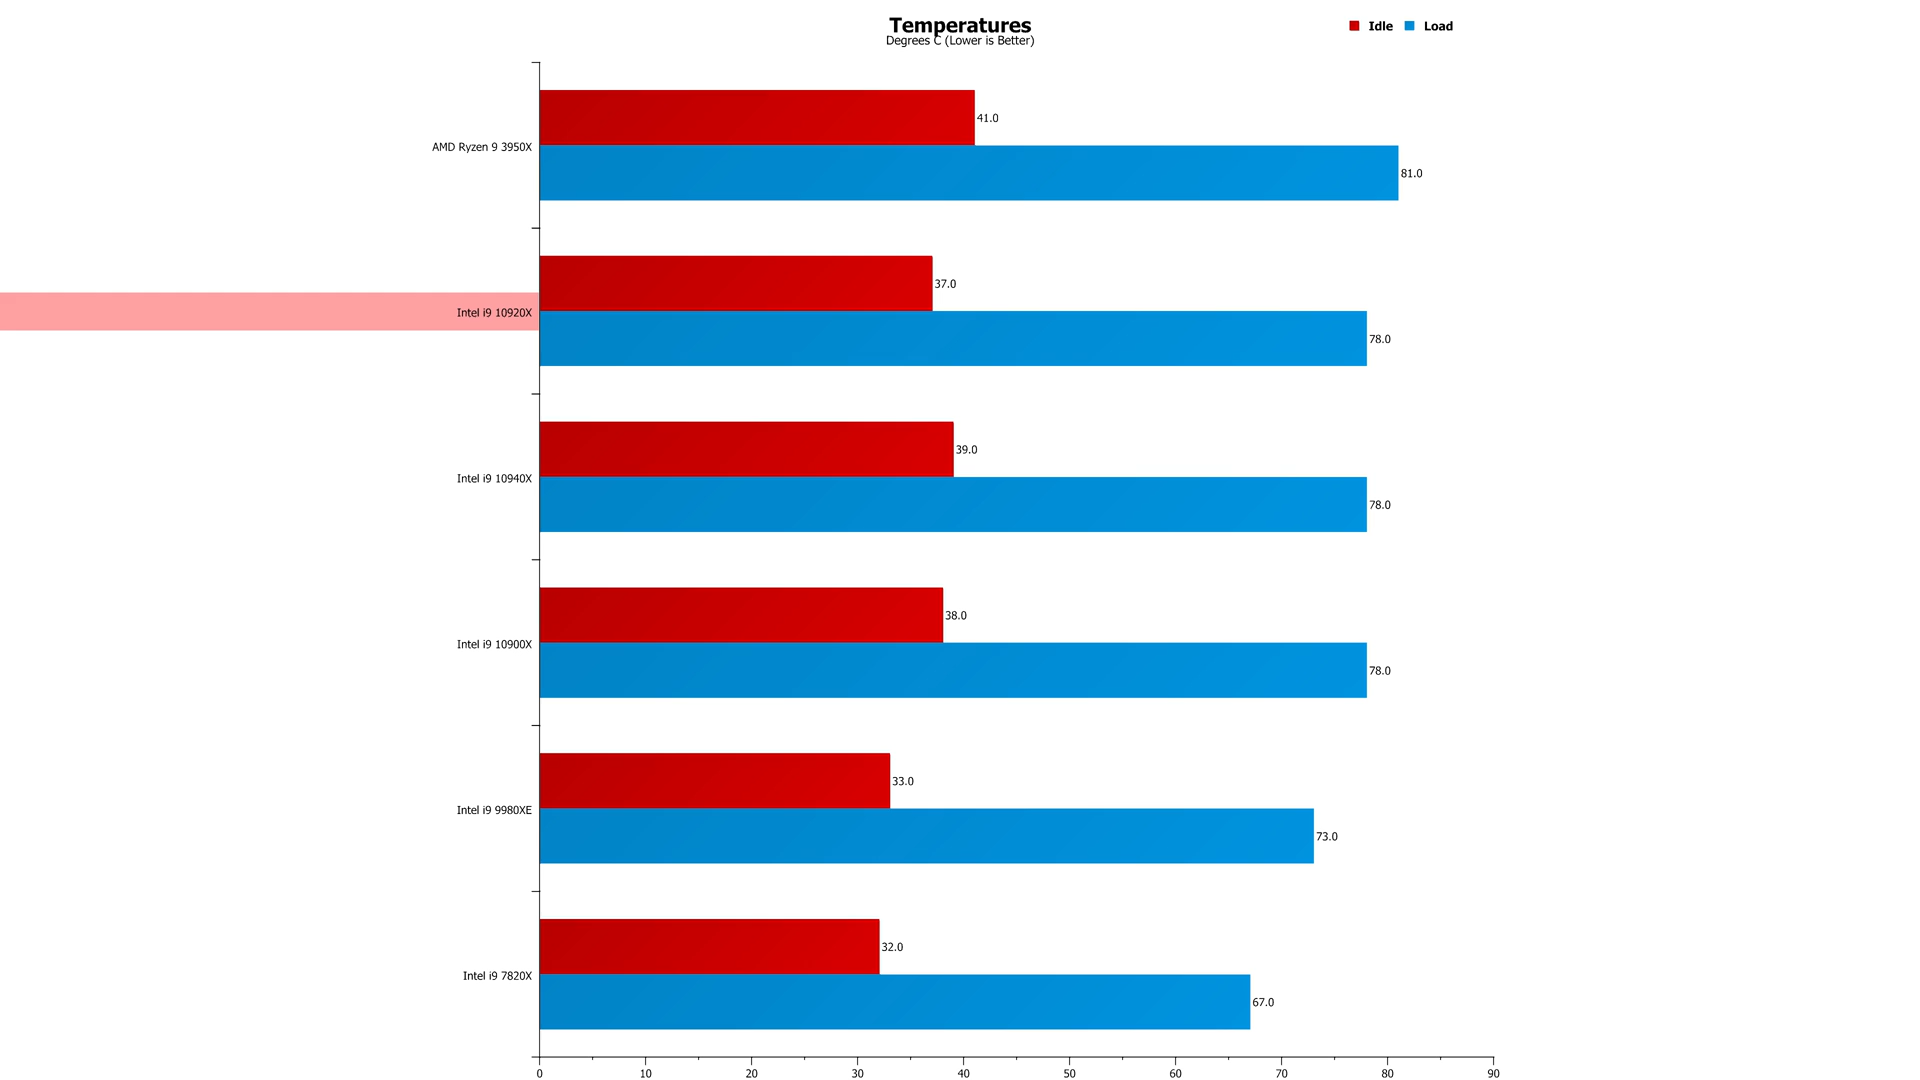 Temperatures
Degrees C (Lower is Better)
Idle Load
AMD Ryzen 9 3950X
41.0
81.0
Intel i9 10920X
37.0
78.0
Intel i9 10940X
39.0
78.0
Intel i9 10900X
38.0
78.0
Intel i9 9980XE
33.0
73.0
Intel i9 7820X
32.0
67.0
0 10 20 30 40 50 60 70 80 90